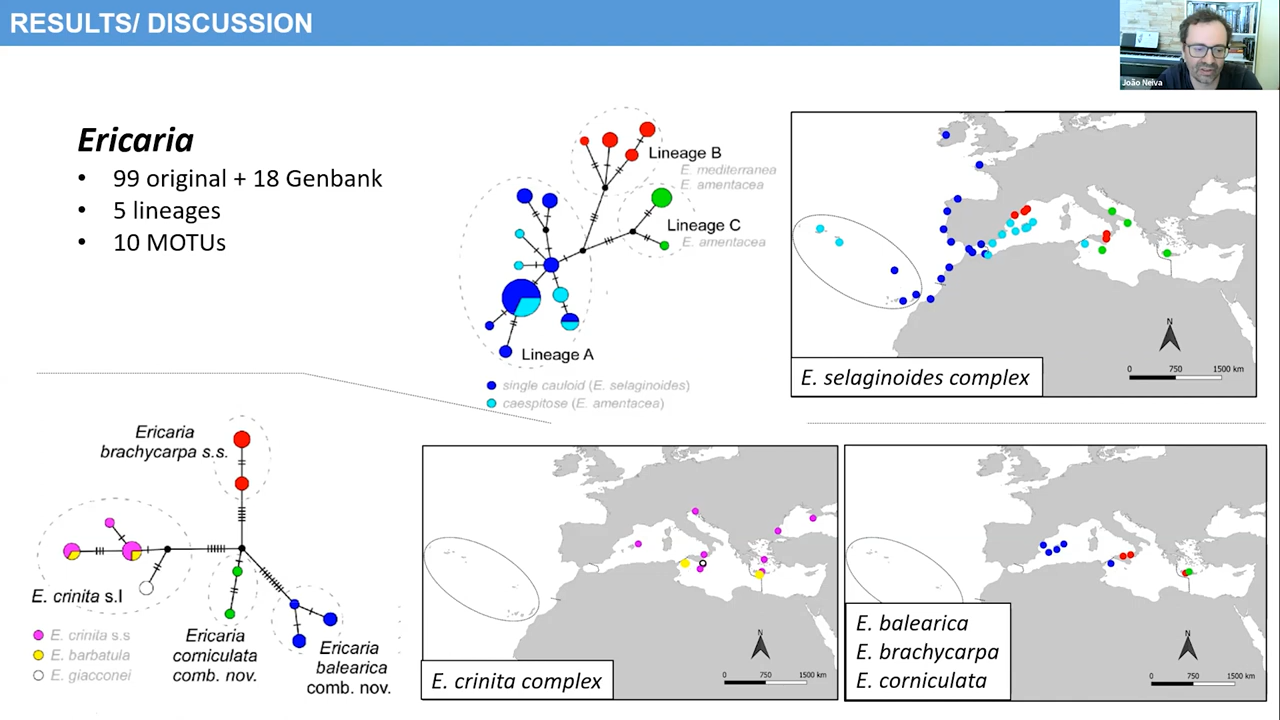 RESULTS/ DISCUSSION
João Neiva
Ericaria
• 99 original + 18 Genbank
• 5 lineages
• 10 MOTUs
Lineage B
E. mediterranea
E. amentacea
Lineage C
E. amentacea
Lineage A
single cauloid (E. selaginoides)
caespitose (E. amentacea)
N
0 750 1500 km
E. selaginoides complex
Ericaria
brachycarpa s.s.
E. crinita s.l
E. crinita s.s
E. barbatula
E. giacconei
Ericaria
corniculata
comb. nov.
Ericaria
balearica
comb. nov.
N
0 750 1500 km
E. crinita complex
N
0 750 1500 km
E. balearica
E. brachycarpa
E. corniculata